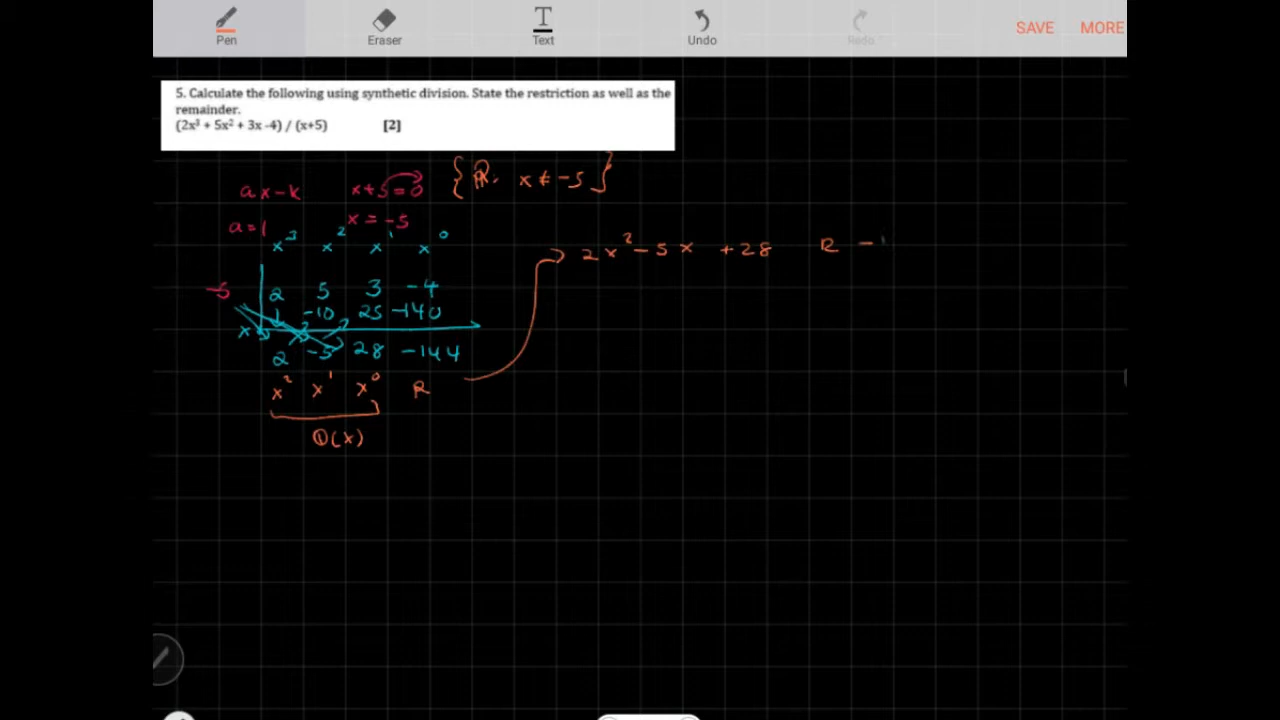 Pen
Eraser
Text
Undo
Redo
SAVE
MORE
5. Calculate the following using synthetic division. State the restriction as well as the
remainder.
(2x³ + 5x² + 3x -4) / (x+5) [2]
ax-k x+5=0 {ℝ, x≠-5}
a=1 x=-5
x³ x² x¹ x⁰
2x²-5x +28 R -
-5 2 5 3 -4
-10 25 -140
x
2 -5 28 -144
x² x¹ x⁰ R
Q(x)